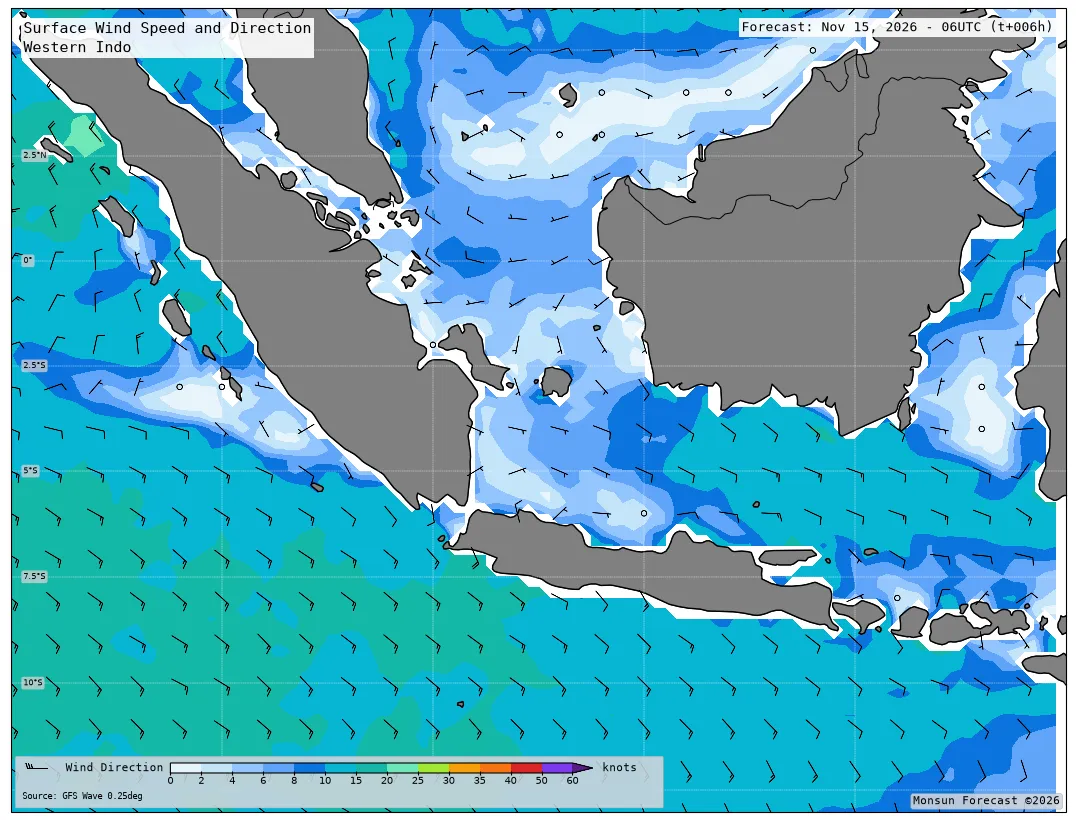 Surface Wind Speed and Direction
Western Indo
Forecast: Nov 15, 2026 - 06UTC (t+006h)
2.5°N
0°
2.5°S
5°S
7.5°S
10°S
Wind Direction
0 2 4 6 8 10 15 20 25 30 40 50 60
knots
Source: GFS Wave 0.25deg
Monsun Forecast ©2026